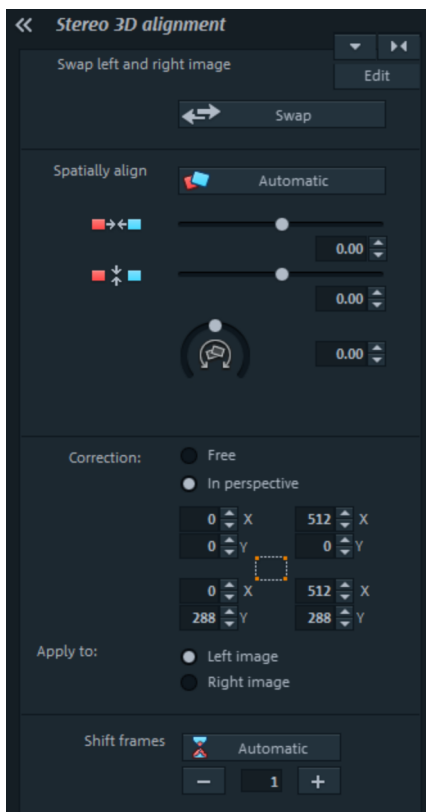 Stereo 3D alignment
Swap left and right image
Edit
Swap
Spatially align
Automatic
0.00
0.00
0.00
Correction:
Free
In perspective
0 X 512 X
0 Y 0 Y
0 X 512 X
288 Y 288 Y
Apply to:
Left image
Right image
Shift frames
Automatic
− 1 +